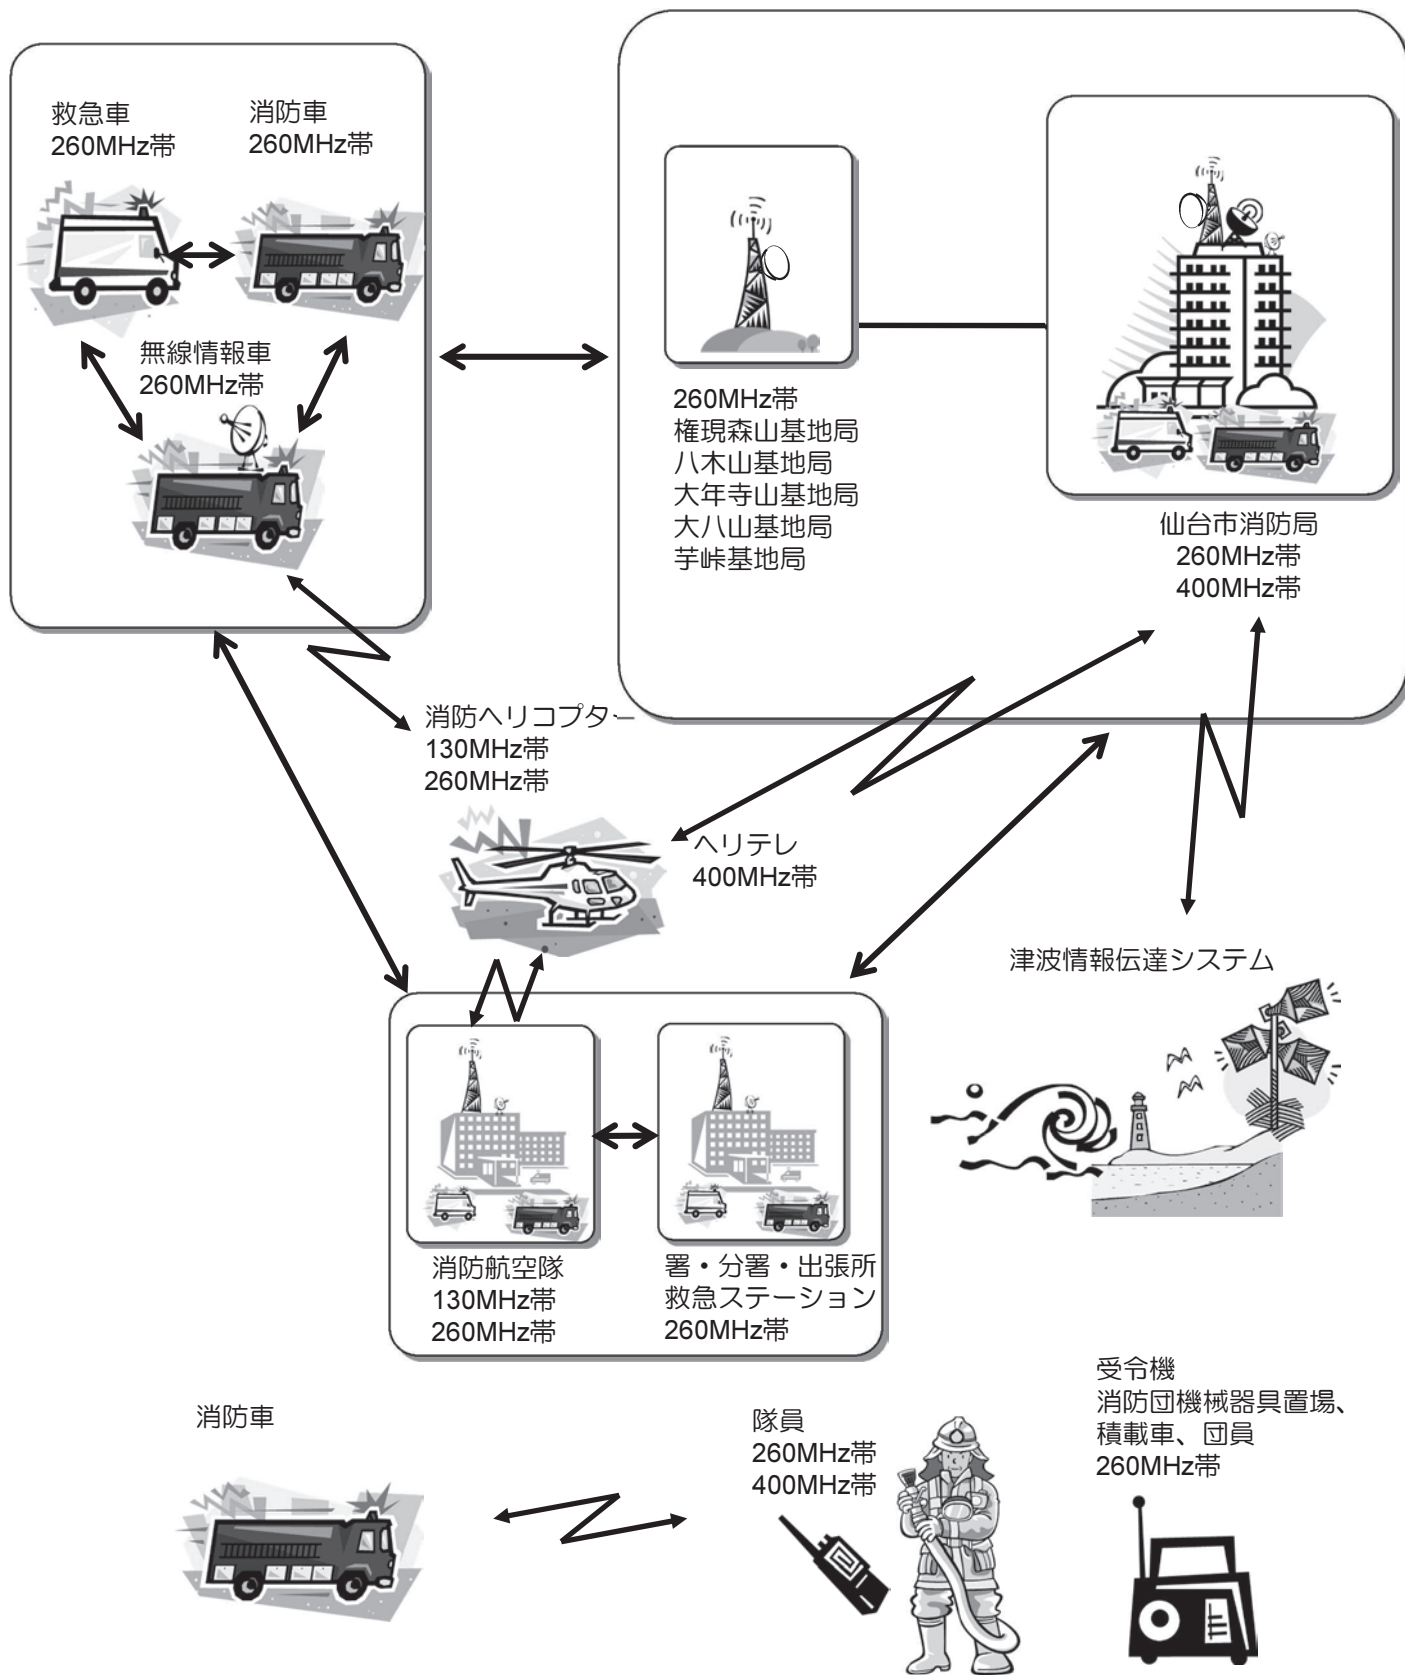 救急車
260MHz帯
消防車
260MHz帯
無線情報車
260MHz帯
260MHz帯
権現森山基地局
八木山基地局
大年寺山基地局
大八山基地局
芋峠基地局
仙台市消防局
260MHz帯
400MHz帯
消防ヘリコプター
130MHz帯
260MHz帯
ヘリテレ
400MHz帯
津波情報伝達システム
消防航空隊
130MHz帯
260MHz帯
署・分署・出張所
救急ステーション
260MHz帯
消防車
隊員
260MHz帯
400MHz帯
受令機
消防団機械器具置場、
積載車、団員
260MHz帯